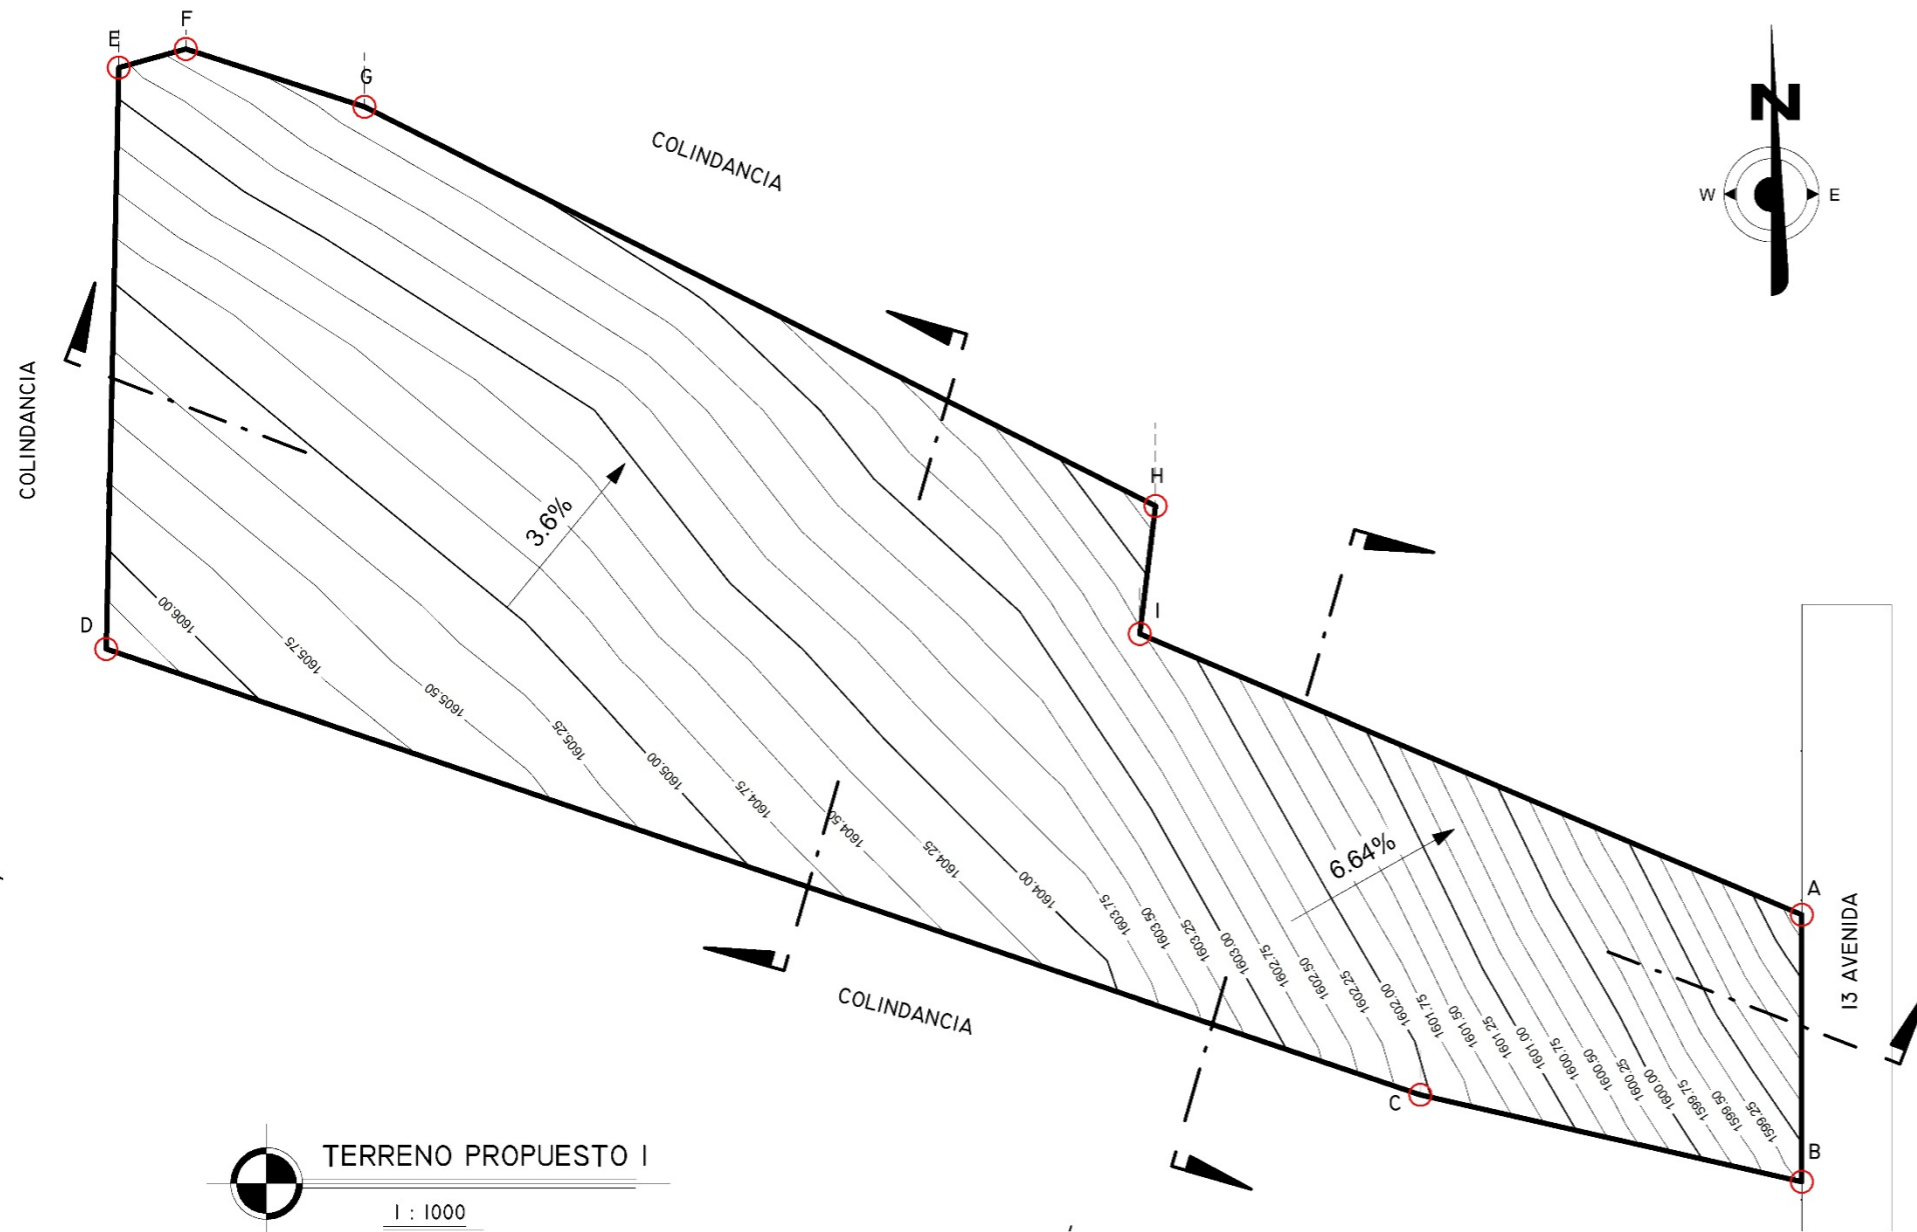 F
E
G
N
COLINDANCIA
W
E
COLINDANCIA
H
3.6%
I
D
1606.00
1605.75
1605.50
1605.25
1605.00
1604.75
1604.50
1604.25
1604.00
1603.75
1603.50
1603.25
1603.00
1602.75
1602.50
1602.25
1602.00
1601.75
1601.50
1601.25
1601.00
1600.75
1600.50
1600.25
1600.00
1599.75
1599.50
1599.25
6.64%
A
13 AVENIDA
COLINDANCIA
C
B
TERRENO PROPUESTO 1
1 : 1000